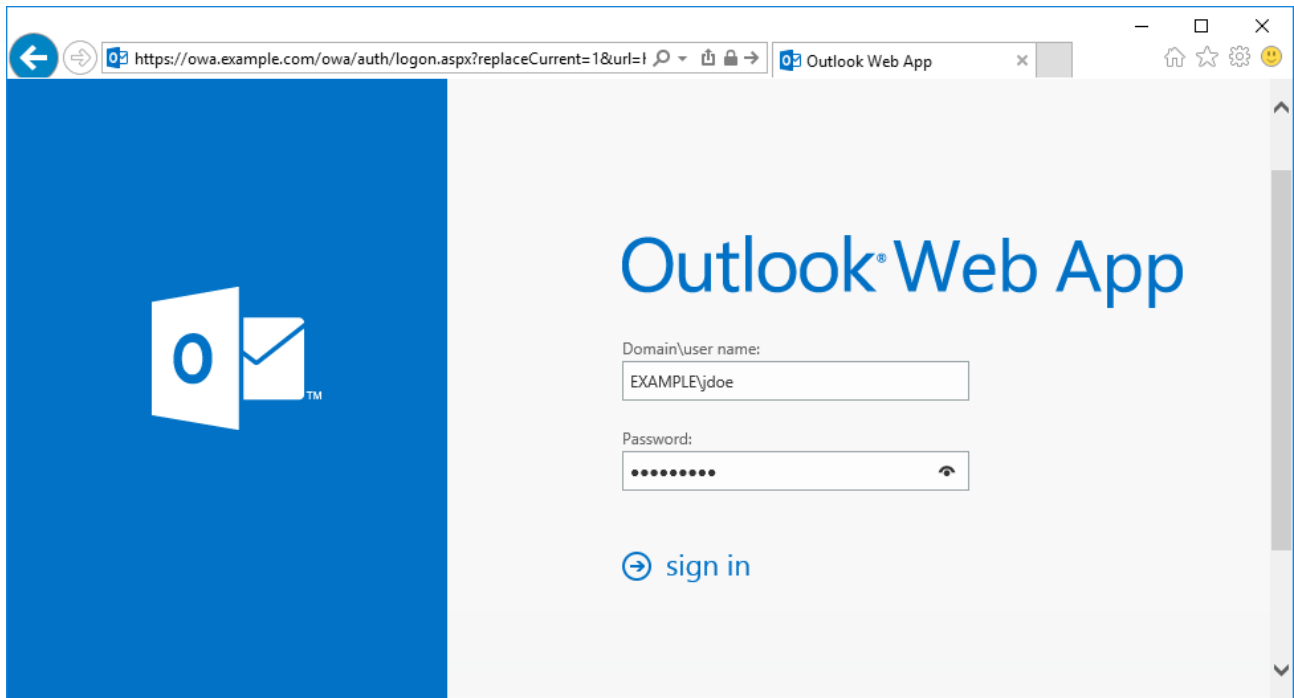 https://owa.example.com/owa/auth/logon.aspx?replaceCurrent=1&url=
Outlook Web App
Outlook® Web App
Domain\user name:
EXAMPLE\jdoe
Password:
•••••••••
sign in
O
TM